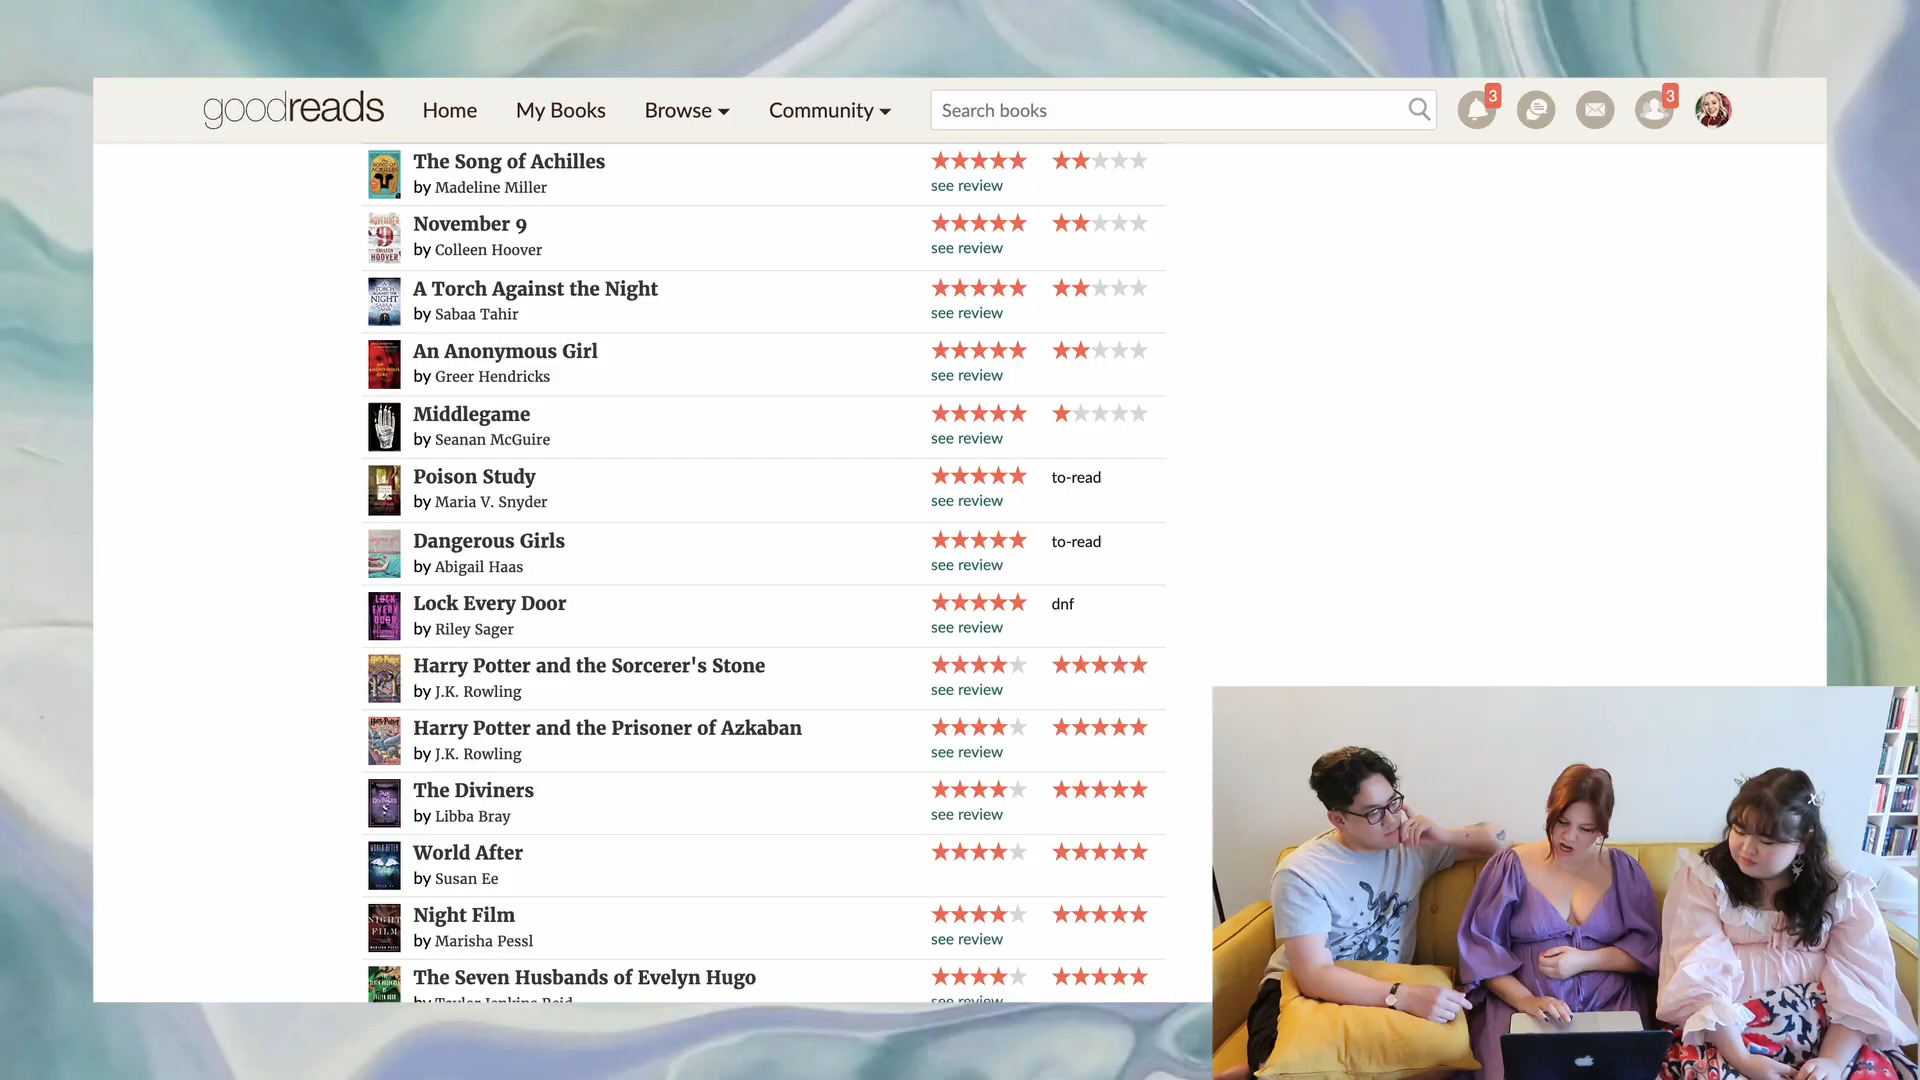 goodreads Home My Books Browse Community Search books 3 3
The Song of Achilles
by Madeline Miller
see review
November 9
by Colleen Hoover
see review
A Torch Against the Night
by Sabaa Tahir
see review
An Anonymous Girl
by Greer Hendricks
see review
Middlegame
by Seanan McGuire
see review
Poison Study to-read
by Maria V. Snyder
see review
Dangerous Girls to-read
by Abigail Haas
see review
Lock Every Door dnf
by Riley Sager
see review
Harry Potter and the Sorcerer's Stone
by J.K. Rowling
see review
Harry Potter and the Prisoner of Azkaban
by J.K. Rowling
see review
The Diviners
by Libba Bray
see review
World After
by Susan Ee
Night Film
by Marisha Pessl
see review
The Seven Husbands of Evelyn Hugo
by Taylor Jenkins Reid
see review